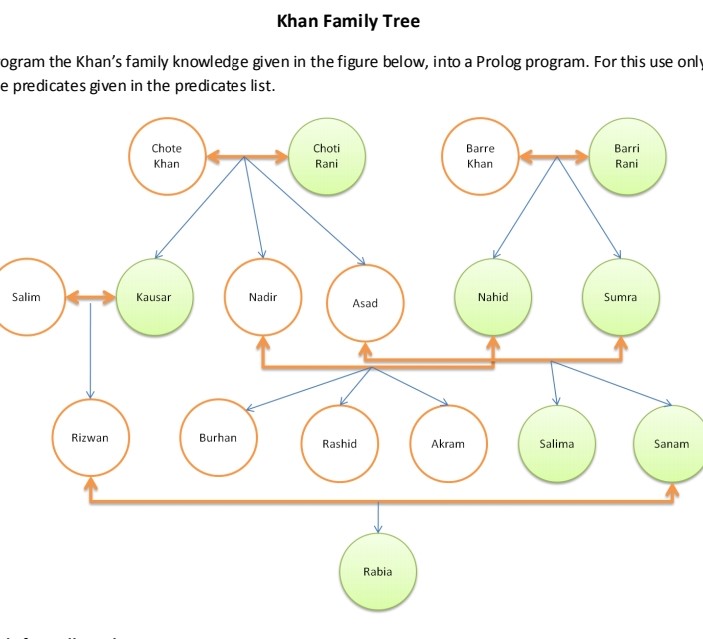 Khan Family Tree
ogram the Khan's family knowledge given in the figure below, into a Prolog program. For this use only
e predicates given in the predicates list.
Chote Khan
Choti Rani
Barre Khan
Barri Rani
Salim
Kausar
Nadir
Asad
Nahid
Sumra
Rizwan
Burhan
Rashid
Akram
Salima
Sanam
Rabia